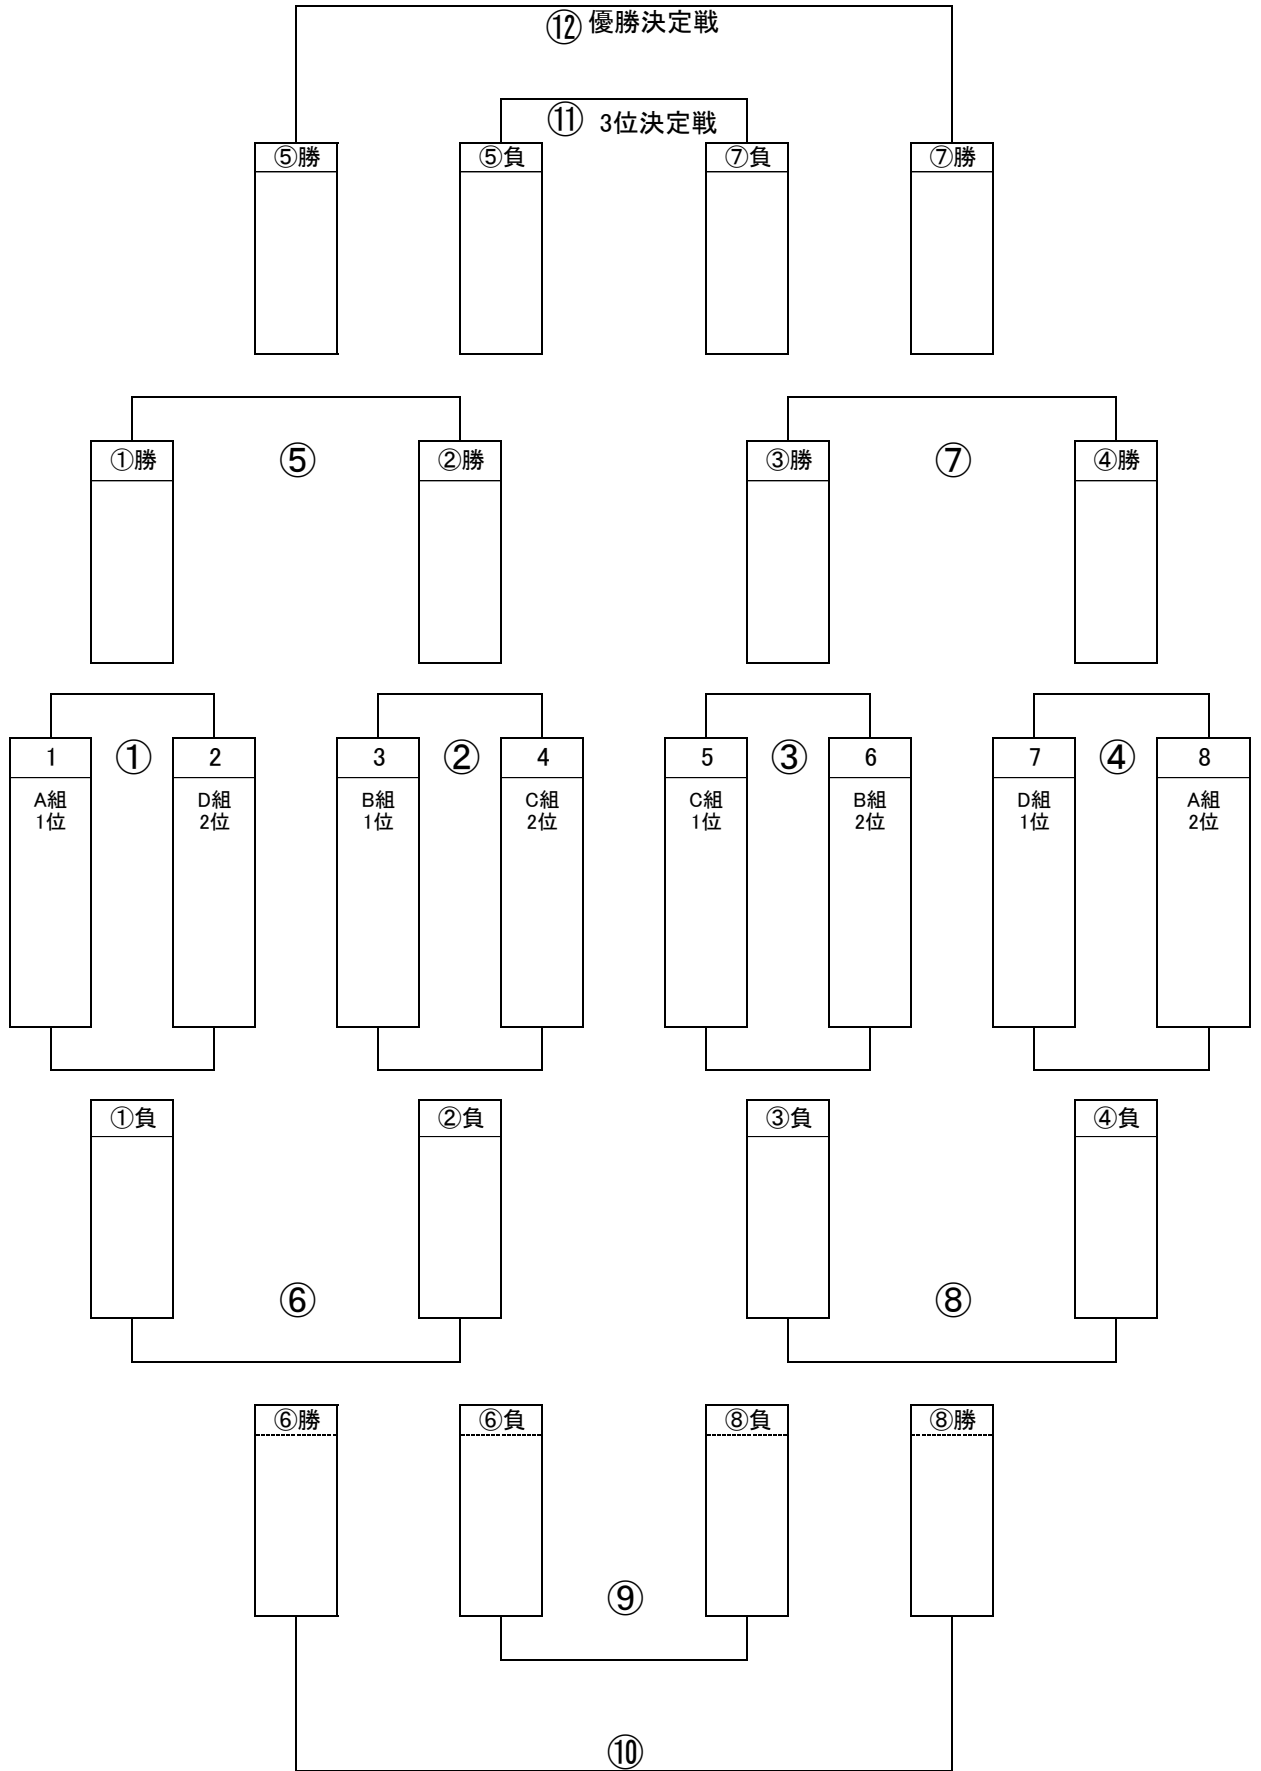 ⑫ 優勝決定戦
⑪ 3位決定戦
⑤勝 ⑤負 ⑦負 ⑦勝
①勝 ⑤ ②勝 ③勝 ⑦ ④勝
1 ① 2 3 ② 4 5 ③ 6 7 ④ 8
A組 D組 B組 C組 C組 B組 D組 A組
1位 2位 1位 2位 1位 2位 1位 2位
①負 ②負 ③負 ④負
⑥ ⑧
⑥勝 ⑥負 ⑧負 ⑧勝
⑨
⑩